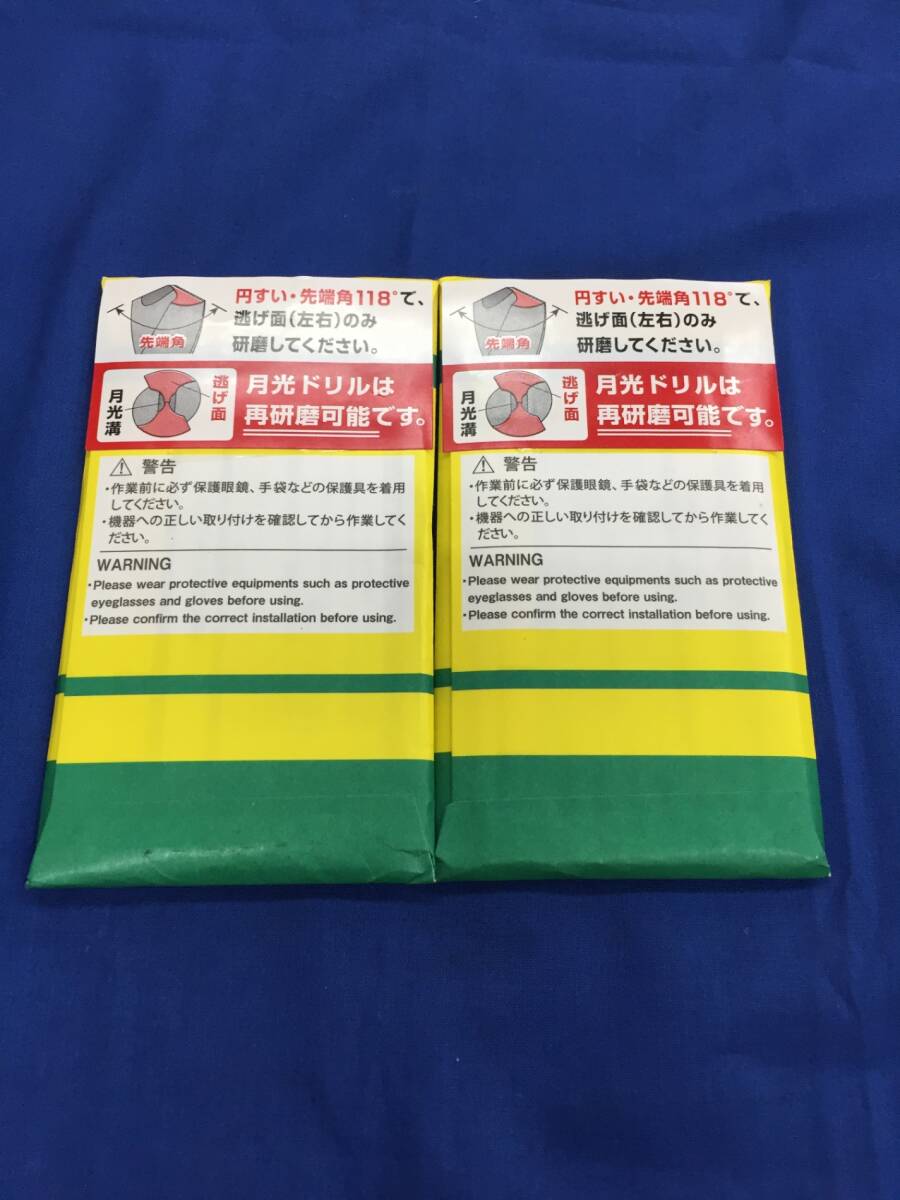 円すい・先端角118°で、
逃げ面(左右)のみ
研磨してください。
先端角
月光溝
逃げ面
月光ドリルは
再研磨可能です。
⚠ 警告
・作業前に必ず保護眼鏡、手袋などの保護具を着用
してください。
・機器への正しい取り付けを確認してから作業してく
ださい。
WARNING
・Please wear protective equipments such as protective
eyeglasses and gloves before using.
・Please confirm the correct installation before using.
円すい・先端角118°で、
逃げ面(左右)のみ
研磨してください。
先端角
月光溝
逃げ面
月光ドリルは
再研磨可能です。
⚠ 警告
・作業前に必ず保護眼鏡、手袋などの保護具を着用
してください。
・機器への正しい取り付けを確認してから作業してく
ださい。
WARNING
・Please wear protective equipments such as protective
eyeglasses and gloves before using.
・Please confirm the correct installation before using.